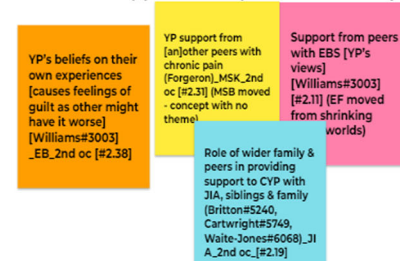 YP's beliefs on their
own experiences
[causes feelings of
guilt as other might
have it worse]
[Williams#3003]
_EB_2nd oc [#2.38]
YP support from
[an]other peers with
chronic pain
(Forgeron)_MSK_2nd
oc [#2.31] (MSB moved
- concept with no
theme)
Support from peers
with EBS [YP's
views]
[Williams#3003]
[#2.11] (EF moved
from shrinking
worlds)
Role of wider family &
peers in providing
support to CYP with
JIA, siblings & family
(Britton#5240,
Cartwright#5749,
Waite-Jones#6068)_JI
A_2nd oc_[#2.19]